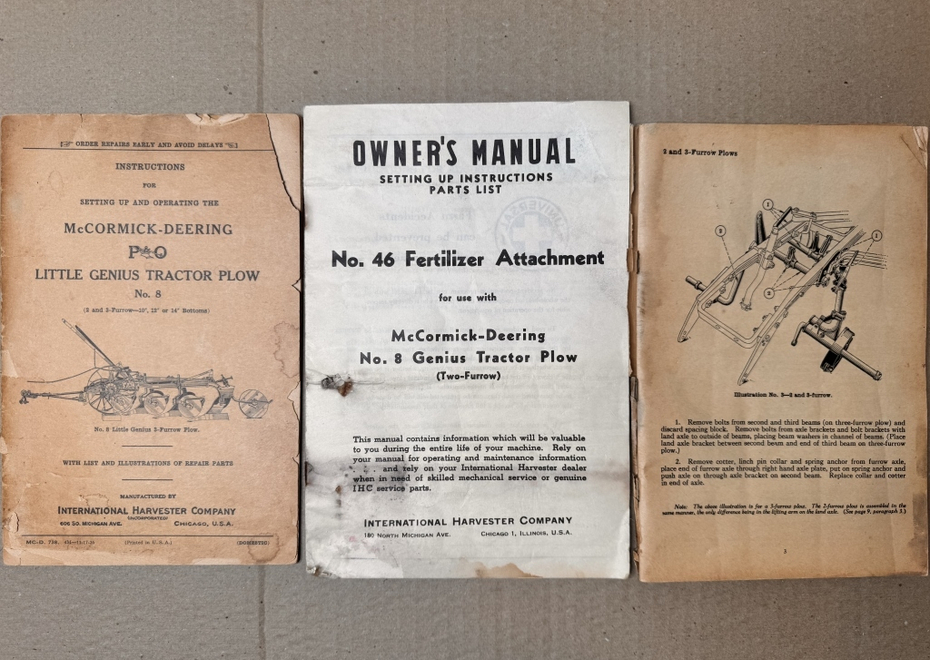 ORDER REPAIRS EARLY AND AVOID DELAYS
INSTRUCTIONS
FOR
SETTING UP AND OPERATING THE
McCORMICK-DEERING
P&O
LITTLE GENIUS TRACTOR PLOW
No. 8
(2 and 3-Furrow—10", 12" or 14" Bottoms)
No. 8 Little Genius 3-Furrow Plow.
WITH LIST AND ILLUSTRATIONS OF REPAIR PARTS
MANUFACTURED BY
INTERNATIONAL HARVESTER COMPANY
(INCORPORATED)
606 SO. MICHIGAN AVE. CHICAGO, U.S.A.
(Printed in U.S.A.) (DOMESTIC)
OWNER'S MANUAL
SETTING UP INSTRUCTIONS
PARTS LIST
No. 46 Fertilizer Attachment
for use with
McCormick-Deering
No. 8 Genius Tractor Plow
(Two-Furrow)
This manual contains information which will be valuable
to you during the entire life of your machine. Rely on
your manual for operating and maintenance information
. . . and rely on your International Harvester dealer
when in need of skilled mechanical service or genuine
IHC service parts.
INTERNATIONAL HARVESTER COMPANY
180 NORTH MICHIGAN AVE. CHICAGO 1, ILLINOIS, U.S.A.
2 and 3-Furrow Plows
1
1
2
2
Illustration No. 3—2 and 3-furrow.
1. Remove bolts from second and third beams (on three-furrow plow) and
discard spacing block. Remove bolts from axle brackets and bolt brackets with
land axle to outside of beams, placing beam washers in channel of beams. (Place
land axle bracket between second beam and end of third beam on three-furrow
plow.)
2. Remove cotter, linch pin collar and spring anchor from furrow axle,
place end of furrow axle through right hand axle plate, put on spring anchor and
push axle on through axle bracket on second beam. Replace collar and cotter
in end of axle.
Note: The above illustration is for a 3-furrow plow. The 2-furrow plow is assembled in the
same manner, the only difference being in the lifting arm on the land axle. (See page 9, paragraph 3.)
3